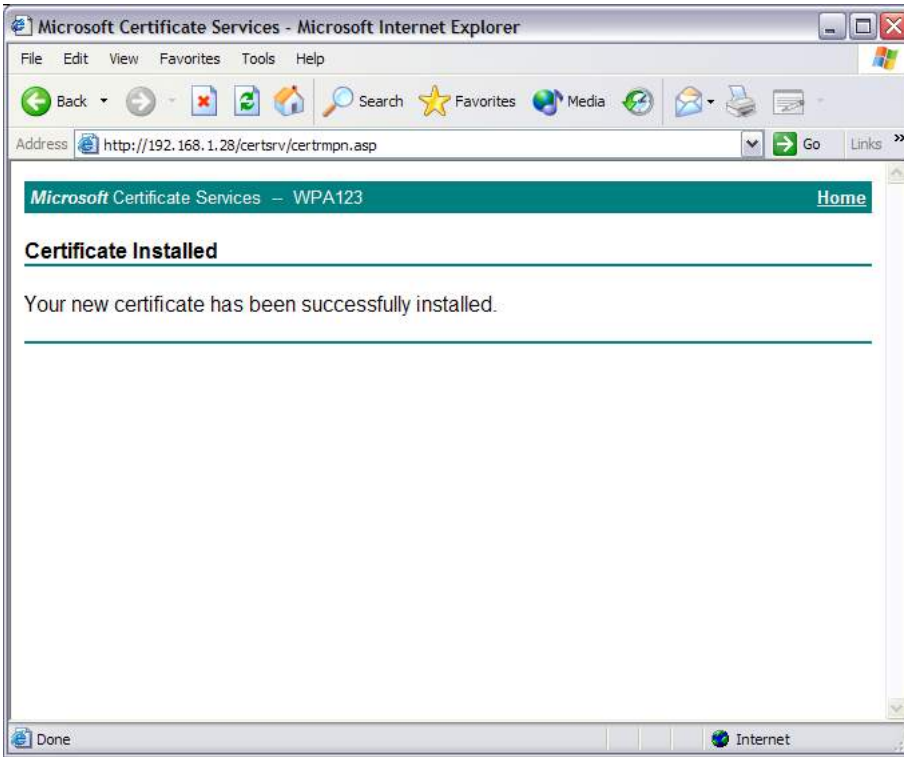 Microsoft Certificate Services - Microsoft Internet Explorer
File Edit View Favorites Tools Help
Back Search Favorites Media
Address http://192.168.1.28/certsrv/certrmpn.asp Go Links »
Microsoft Certificate Services -- WPA123 Home
Certificate Installed
Your new certificate has been successfully installed.
Done Internet